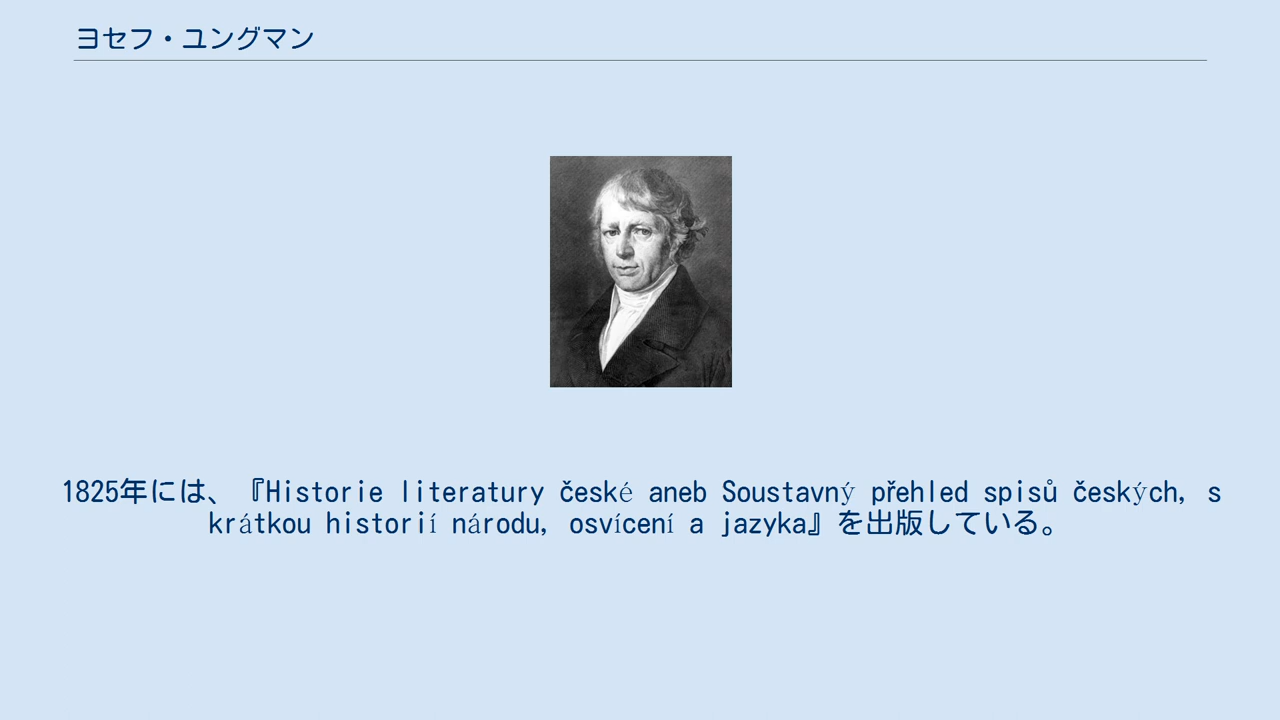 ヨセフ・ユングマン
1825年には、『Historie literatury české aneb Soustavný přehled spisů českých, s
krátkou historií národu, osvícení a jazyka』を出版している。